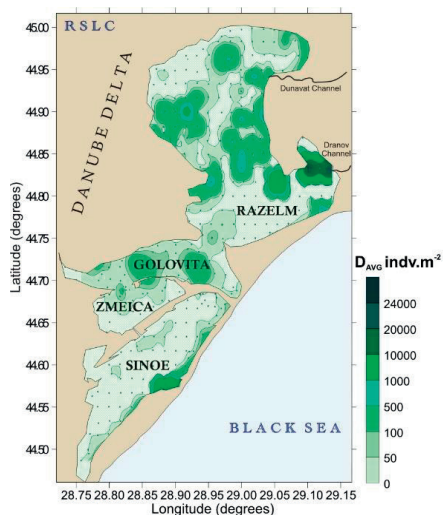 RSLC
DANUBE DELTA
Dunavat Channel
Dranov
Channel
RAZELM
GOLOVITA
ZMEICA
SINOE
BLACK SEA
Latitude (degrees)
45.00
44.95
44.90
44.85
44.80
44.75
44.70
44.65
44.60
44.55
44.50
28.75 28.80 28.85 28.90 28.95 29.00 29.05 29.10 29.15
Longitude (degrees)
DAVG indv.m-2
24000
20000
10000
1000
500
100
50
0